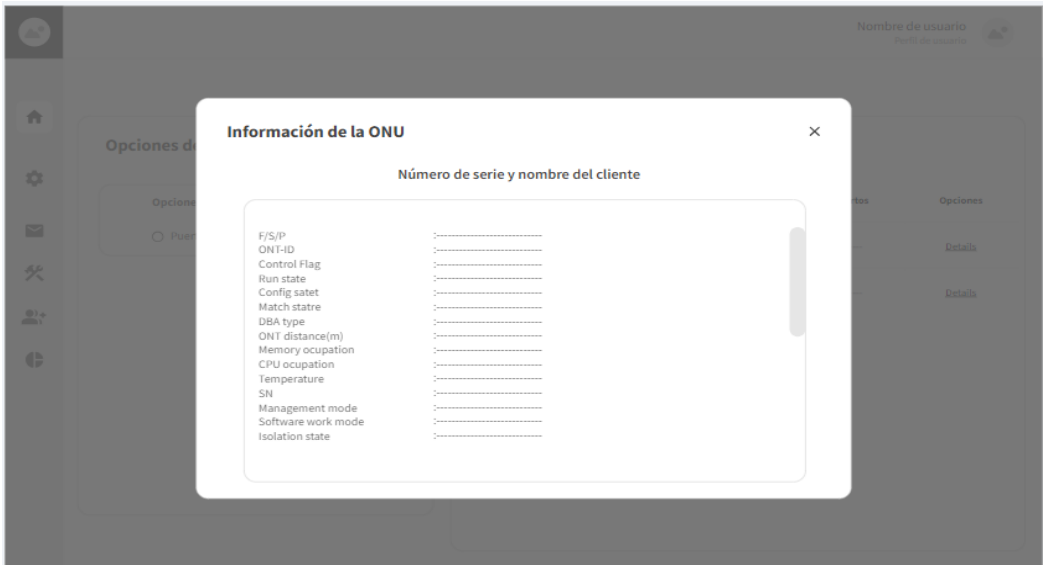 Nombre de usuario
Perfil de usuario
Información de la ONU
Opciones de
Número de serie y nombre del cliente
Opcione
tos
Opciones
Puer
Details
Details
F/S/P :---------------------------
ONT-ID :---------------------------
Control Flag :---------------------------
Run state :---------------------------
Config satet :---------------------------
Match statre :---------------------------
DBA type :---------------------------
ONT distance(m) :---------------------------
Memory ocupation :---------------------------
CPU ocupation :---------------------------
Temperature :---------------------------
SN :---------------------------
Management mode :---------------------------
Software work mode :---------------------------
Isolation state :---------------------------